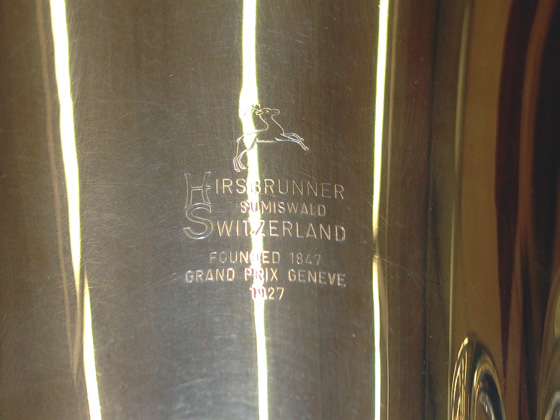 HIRSBRUNNER
SUMISWALD
SWITZERLAND
FOUNDED 1847
GRAND PRIX GENEVE
1927